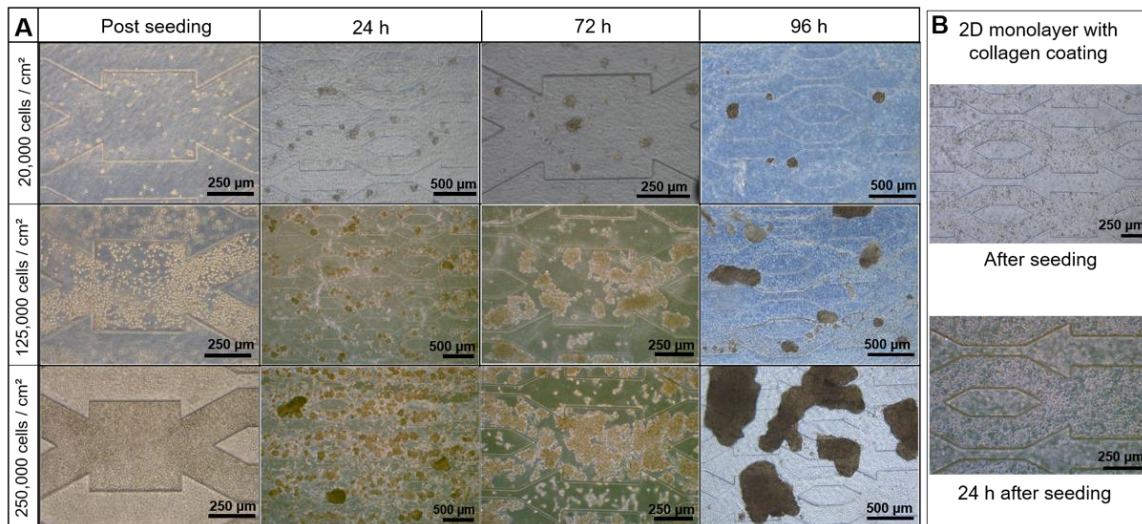 A
Post seeding
24 h
72 h
96 h
20,000 cells / cm²
250 µm
500 µm
250 µm
500 µm
125,000 cells / cm²
250 µm
500 µm
250 µm
500 µm
250,000 cells / cm²
250 µm
500 µm
250 µm
500 µm
B
2D monolayer with
collagen coating
250 µm
After seeding
250 µm
24 h after seeding